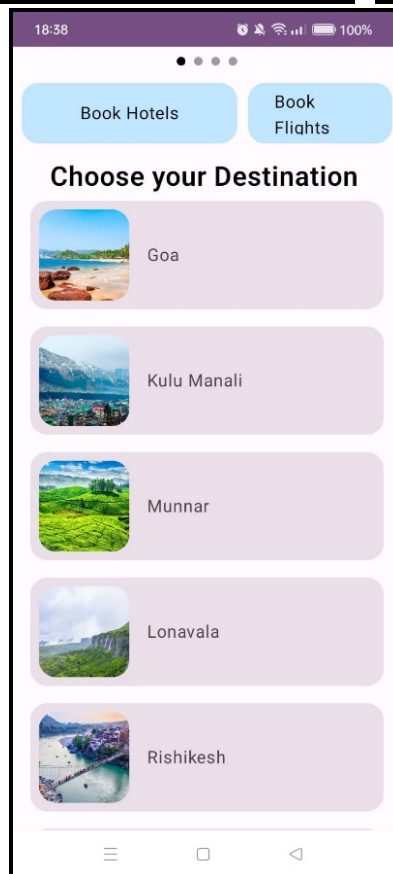 18:38 100%
Book Hotels
Book
Flights
Choose your Destination
Goa
Kulu Manali
Munnar
Lonavala
Rishikesh